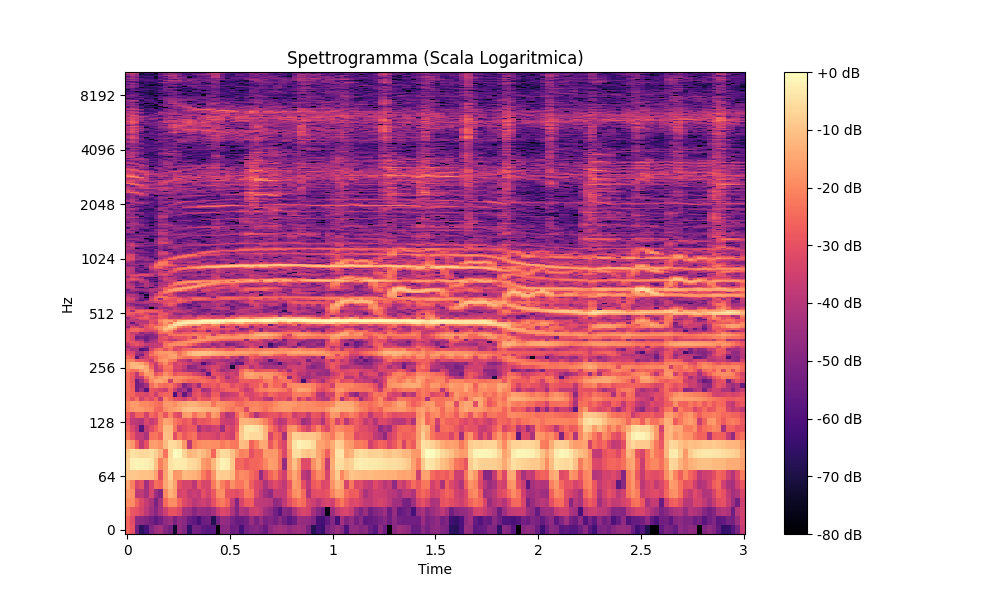 Spettrogramma (Scala Logaritmica)
Hz
8192
4096
2048
1024
512
256
128
64
0
0 0.5 1 1.5 2 2.5 3
Time
+0 dB
-10 dB
-20 dB
-30 dB
-40 dB
-50 dB
-60 dB
-70 dB
-80 dB